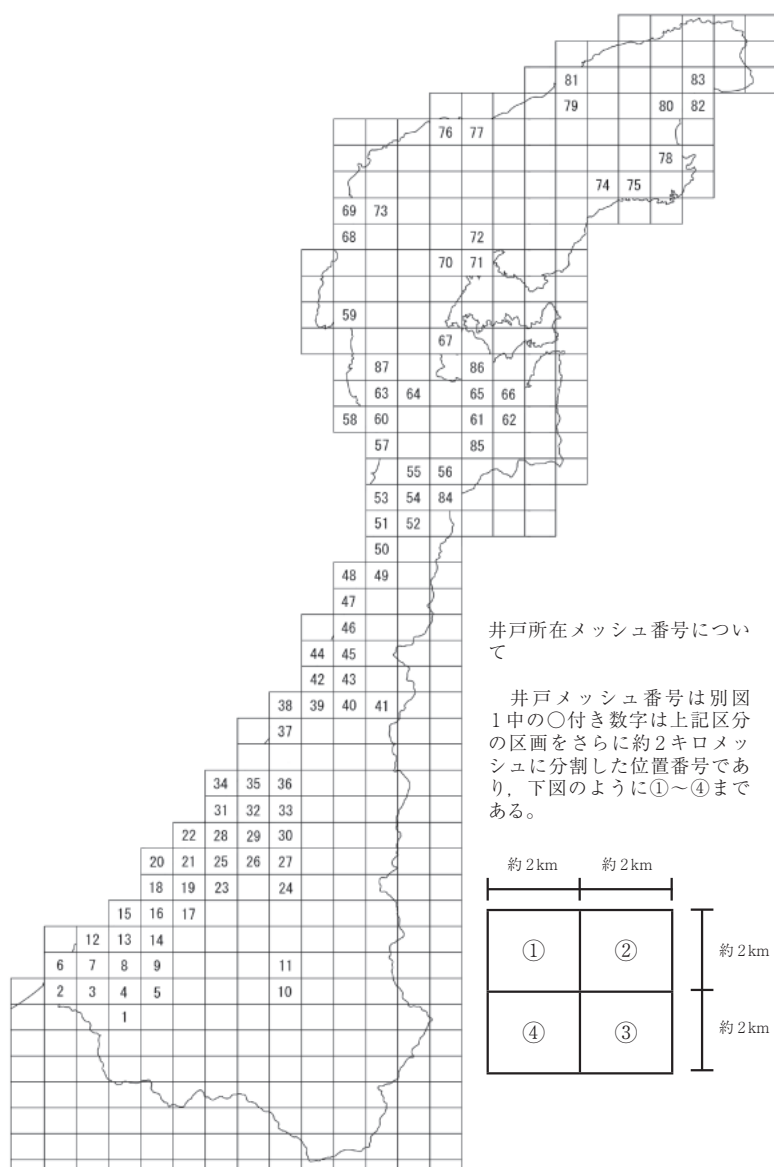 81 83
79 80 82
76 77
78
74 75
69 73
68 72
70 71
59
67
87 86
63 64 65 66
58 60 61 62
57 85
55 56
53 54 84
51 52
50
48 49
47
46
44 45
42 43
38 39 40 41
37
34 35 36
31 32 33
22 28 29 30
20 21 25 26 27
18 19 23 24
15 16 17
12 13 14
6 7 8 9 11
2 3 4 5 10
1
井戸所在メッシュ番号につい
て
井戸メッシュ番号は別図
1中の○付き数字は上記区分
の区画をさらに約2キロメッ
シュに分割した位置番号であ
り，下図のように①～④まで
である。
約2km 約2km
① ② 約2km
④ ③ 約2km